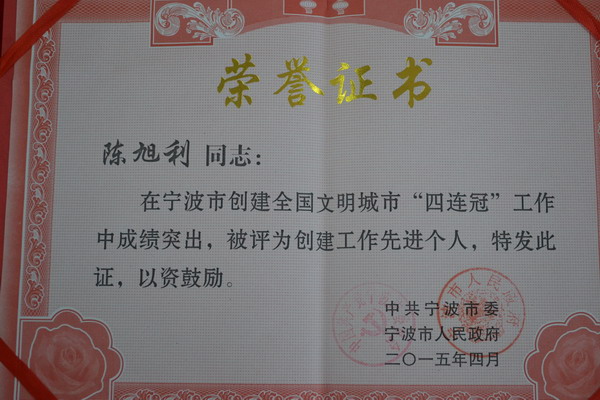 荣誉证书
陈旭利 同志：
在宁波市创建全国文明城市“四连冠”工作
中成绩突出，被评为创建工作先进个人，特发此
证，以资鼓励。
中共宁波市委
宁波市人民政府
二〇一五年四月